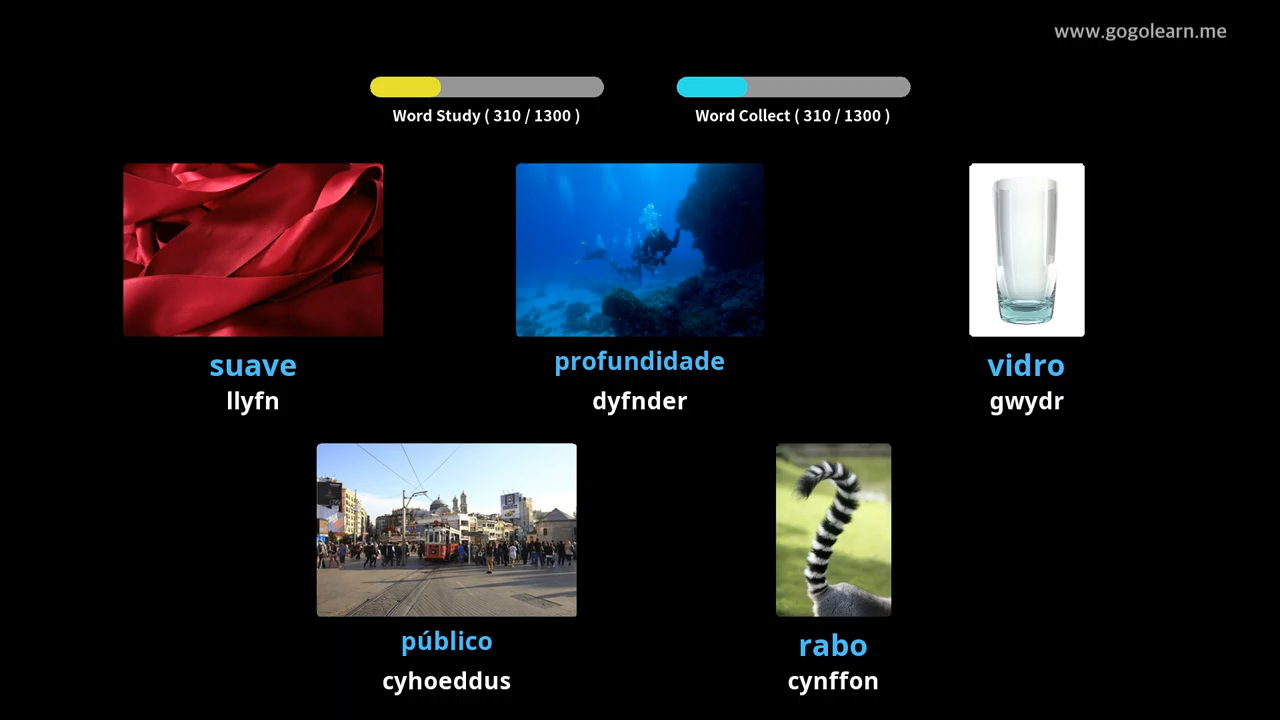 www.gogolearn.me
Word Study ( 310 / 1300 )
Word Collect ( 310 / 1300 )
suave
llyfn
profundidade
dyfnder
vidro
gwydr
público
cyhoeddus
rabo
cynffon